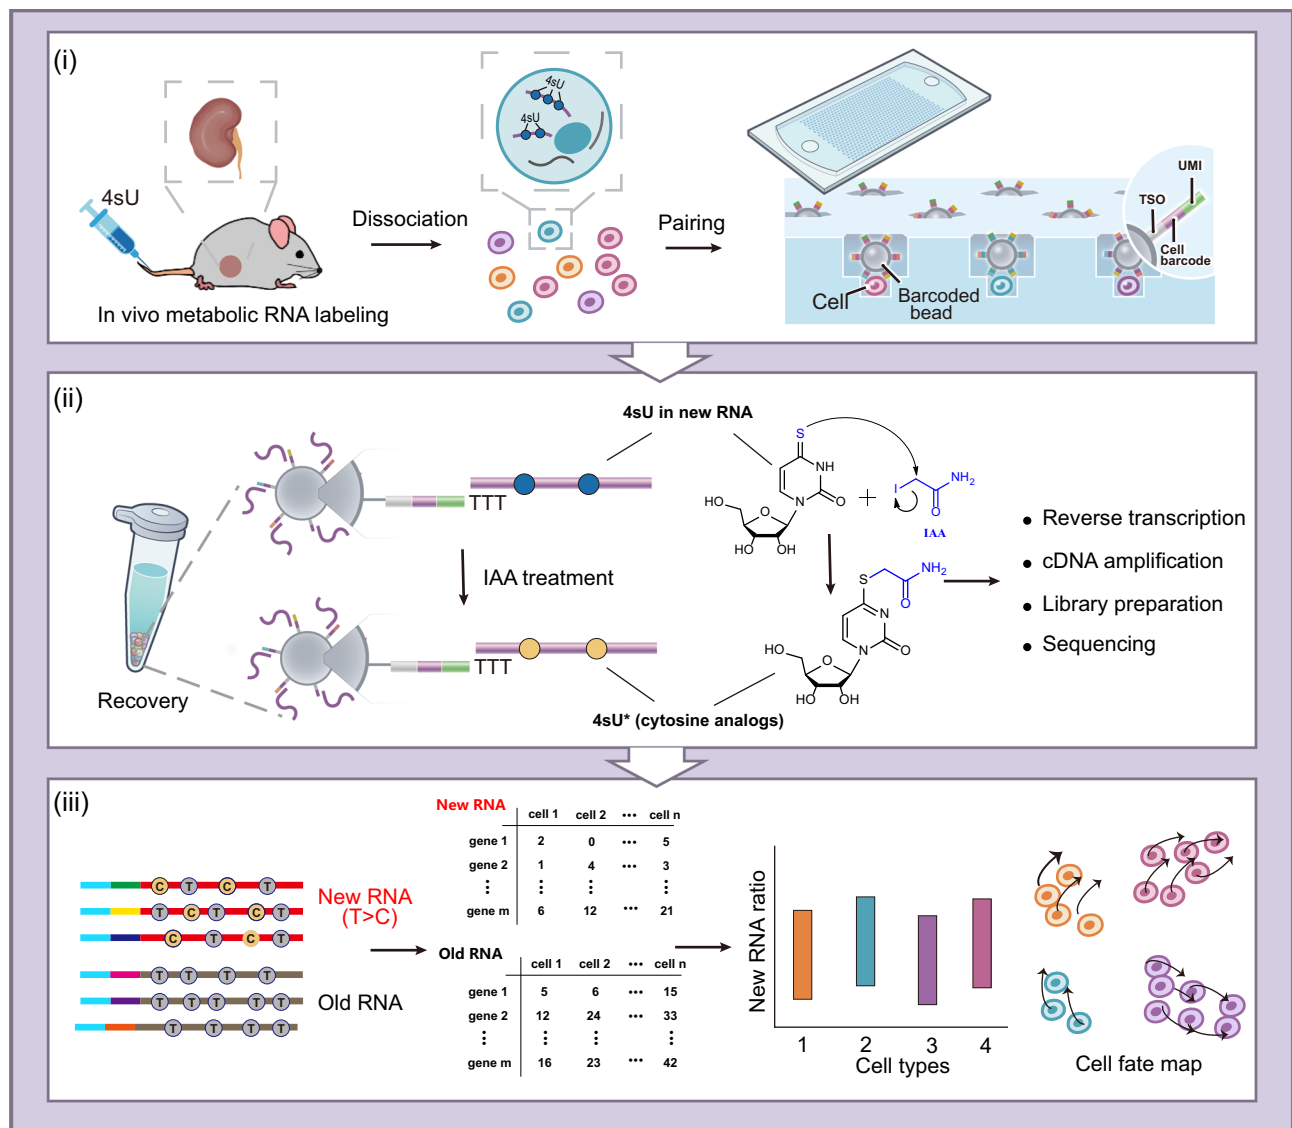 (i)
4sU
In vivo metabolic RNA labeling
Dissociation
4sU
4sU
Pairing
UMI
TSO
Cell
barcode
Cell
Barcoded
bead
(ii)
4sU in new RNA
TTT
IAA treatment
TTT
Recovery
4sU* (cytosine analogs)
S
NH
N
O
HO
O
HO OH
+
I
NH2
O
IAA
S
NH2
O
N
N
O
HO
O
HO OH
• Reverse transcription
• cDNA amplification
• Library preparation
• Sequencing
(iii)
C T C T
T C T C T
C T C T
New RNA
(T>C)
T T T T
T T T T T
T T T T
Old RNA
New RNA
cell 1 cell 2 ••• cell n
gene 1 2 0 ••• 5
gene 2 1 4 ••• 3
gene m 6 12 ••• 21
Old RNA
cell 1 cell 2 ••• cell n
gene 1 5 6 ••• 15
gene 2 12 24 ••• 33
gene m 16 23 ••• 42
New RNA ratio
1 2 3 4
Cell types
Cell fate map